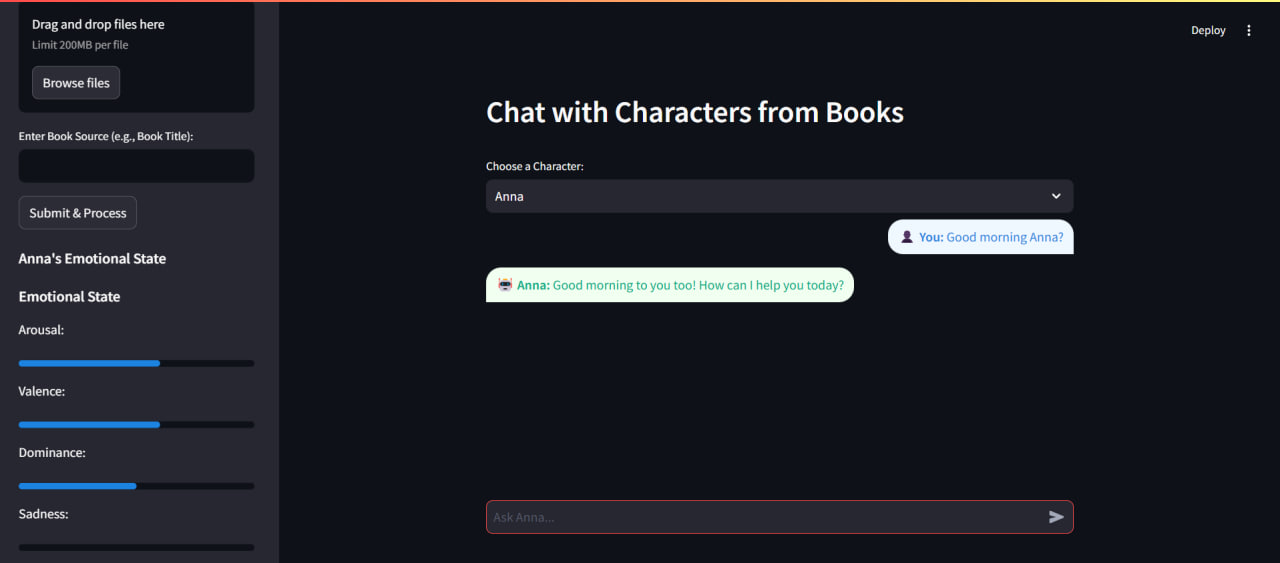 Drag and drop files here
Limit 200MB per file
Browse files
Enter Book Source (e.g., Book Title):
Submit & Process
Anna's Emotional State
Emotional State
Arousal:
Valence:
Dominance:
Sadness:
Deploy
Chat with Characters from Books
Choose a Character:
Anna
You: Good morning Anna?
Anna: Good morning to you too! How can I help you today?
Ask Anna...